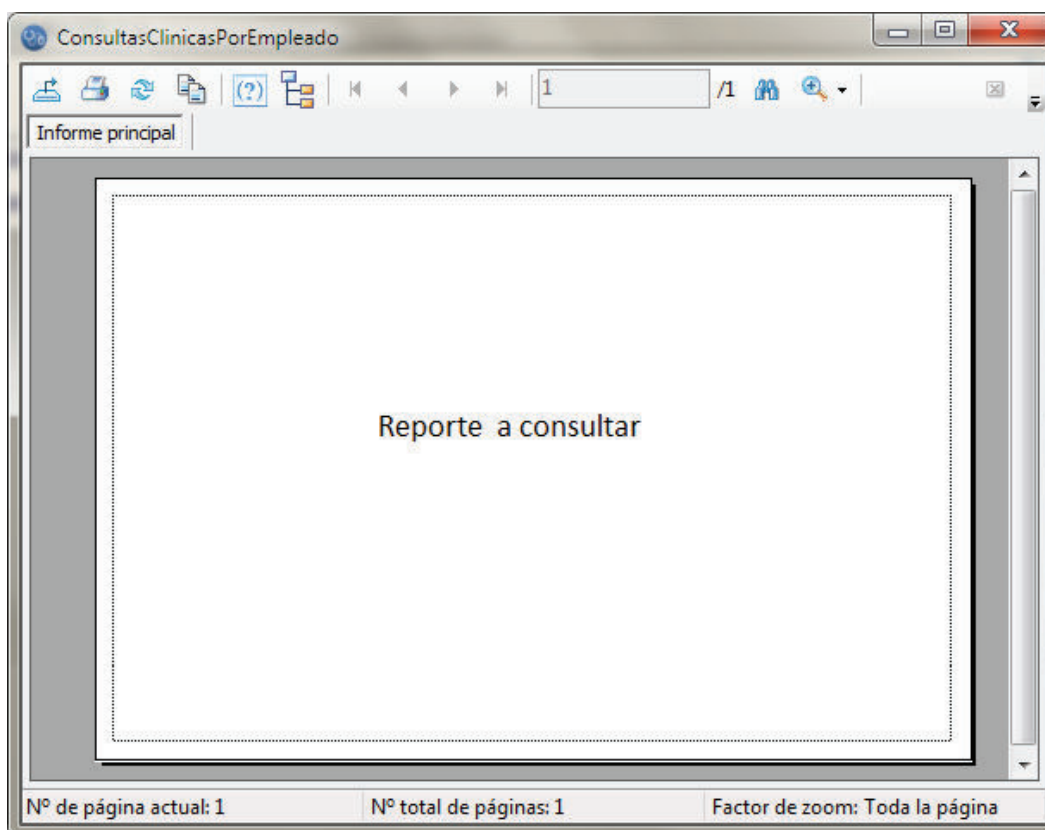 ConsultasClinicasPorEmpleado
(?) 1 /1
Informe principal
Reporte a consultar
Nº de página actual: 1 Nº total de páginas: 1 Factor de zoom: Toda la página